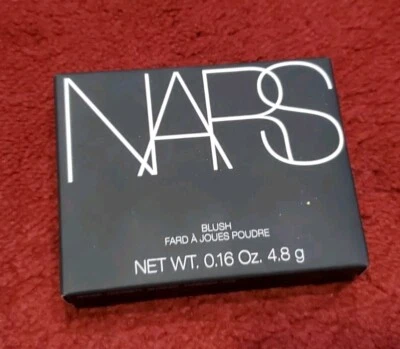 NARS
BLUSH
FARD À JOUES POUDRE
NET WT. 0.16 Oz. 4.8 g